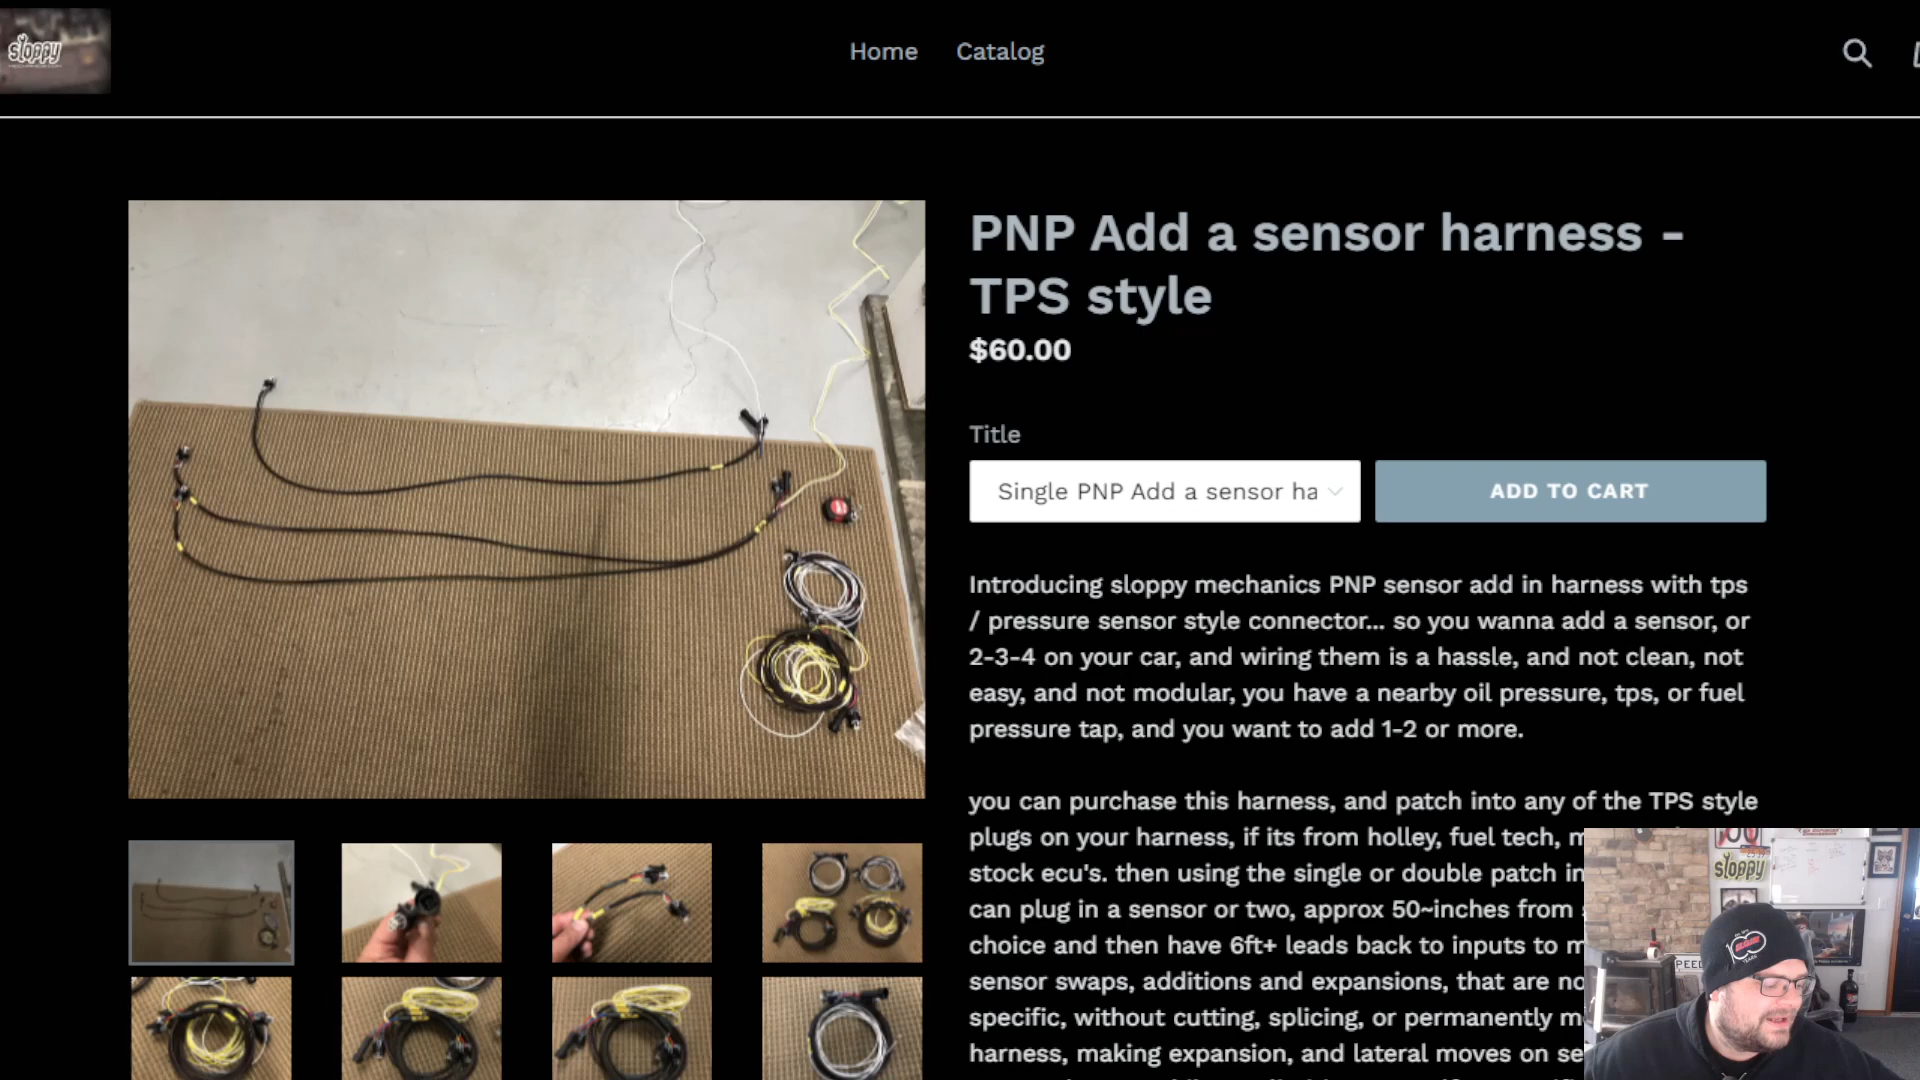 sloppy
Home Catalog
PNP Add a sensor harness -
TPS style
$60.00
Title
Single PNP Add a sensor ha
ADD TO CART
Introducing sloppy mechanics PNP sensor add in harness with tps
/ pressure sensor style connector... so you wanna add a sensor, or
2-3-4 on your car, and wiring them is a hassle, and not clean, not
easy, and not modular, you have a nearby oil pressure, tps, or fuel
pressure tap, and you want to add 1-2 or more.
you can purchase this harness, and patch into any of the TPS style
plugs on your harness, if its from holley, fuel tech, m
stock ecu's. then using the single or double patch in
can plug in a sensor or two, approx 50~inches from
choice and then have 6ft+ leads back to inputs to m
sensor swaps, additions and expansions, that are no
specific, without cutting, splicing, or permanently m
harness, making expansion, and lateral moves on se
sloppy
PEED